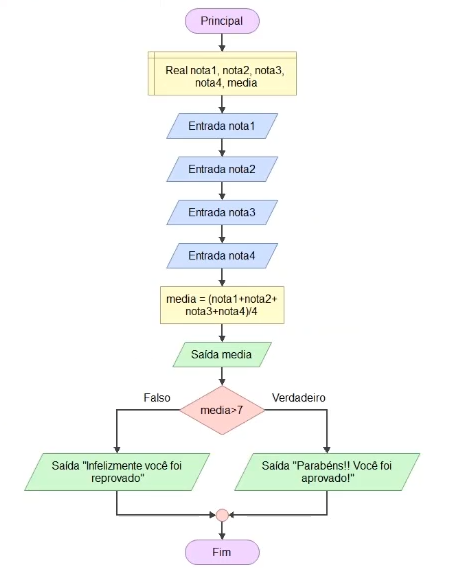 Principal
Real nota1, nota2, nota3,
nota4, media
Entrada nota1
Entrada nota2
Entrada nota3
Entrada nota4
media = (nota1+nota2+
nota3+nota4)/4
Saída media
Falso
Verdadeiro
media>7
Saída "Infelizmente você foi
reprovado"
Saída "Parabéns!! Você foi
aprovado!"
Fim